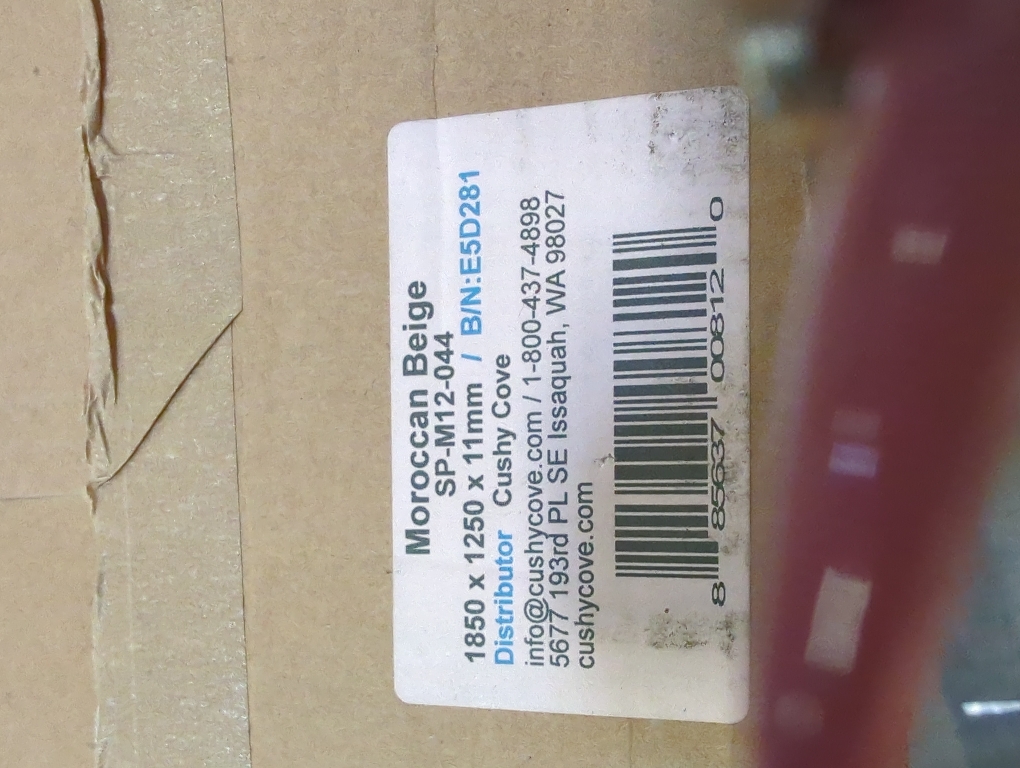 Moroccan Beige
SP-M12-044
1850 x 1250 x 11mm / B/N:E5D281
Distributor Cushy Cove
info@cushycove.com / 1-800-437-4898
5677 193rd PL SE Issaquah, WA 98027
cushycove.com
8 85637 00812 0